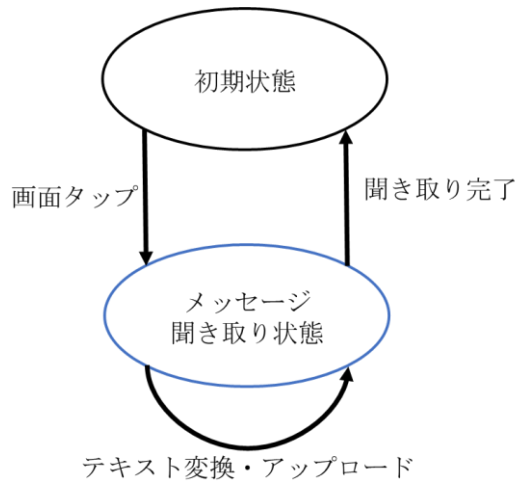 初期状態
画面タップ
聞き取り完了
メッセージ
聞き取り状態
テキスト変換・アップロード